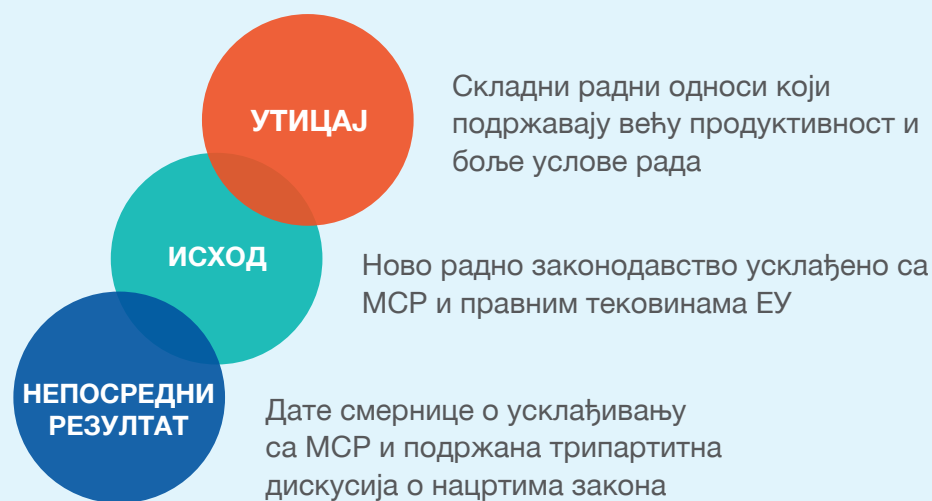 УТИЦАЈ
Складни радни односи који
подржавају већу продуктивност и
боље услове рада
ИСХОД
Ново радно законодавство усклађено са
МСР и правним тековинама ЕУ
НЕПОСРЕДНИ
РЕЗУЛТАТ
Дате смернице о усклађивању
са МСР и подржана трипартитна
дискусија о нацртима закона